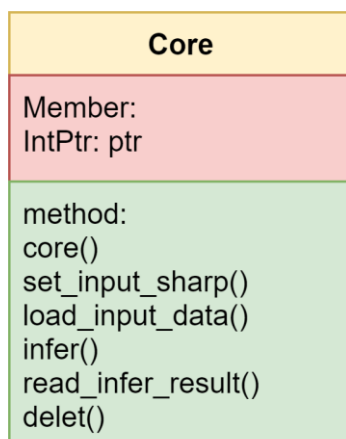 Core
Member:
IntPtr: ptr
method:
core()
set_input_sharp()
load_input_data()
infer()
read_infer_result()
delet()